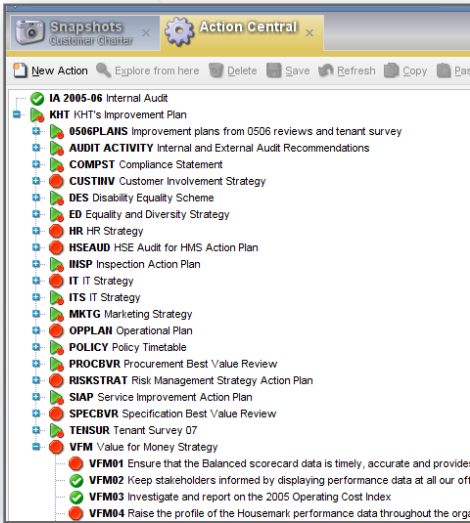 Snapshots
Customer Charter
Action Central
New Action Explore from here Delete Save Refresh Copy Pas
IA 2005-06 Internal Audit
KHT KHT's Improvement Plan
0506PLANS Improvement plans from 0506 reviews and tenant survey
AUDIT ACTIVITY Internal and External Audit Recommendations
COMPST Compliance Statement
CUSTINV Customer Involvement Strategy
DES Disability Equality Scheme
ED Equality and Diversity Strategy
HR HR Strategy
HSEAUD HSE Audit for HMS Action Plan
INSP Inspection Action Plan
IT IT Strategy
ITS IT Strategy
MKTG Marketing Strategy
OPPLAN Operational Plan
POLICY Policy Timetable
PROCBVR Procurement Best Value Review
RISKSTRAT Risk Management Strategy Action Plan
SIAP Service Improvement Action Plan
SPECBVR Specification Best Value Review
TENSUR Tenant Survey 07
VFM Value for Money Strategy
VFM01 Ensure that the Balanced scorecard data is timely, accurate and provides
VFM02 Keep stakeholders informed by displaying performance data at all our off
VFM03 Investigate and report on the 2005 Operating Cost Index
VFM04 Raise the profile of the Housemark performance data throughout the orga